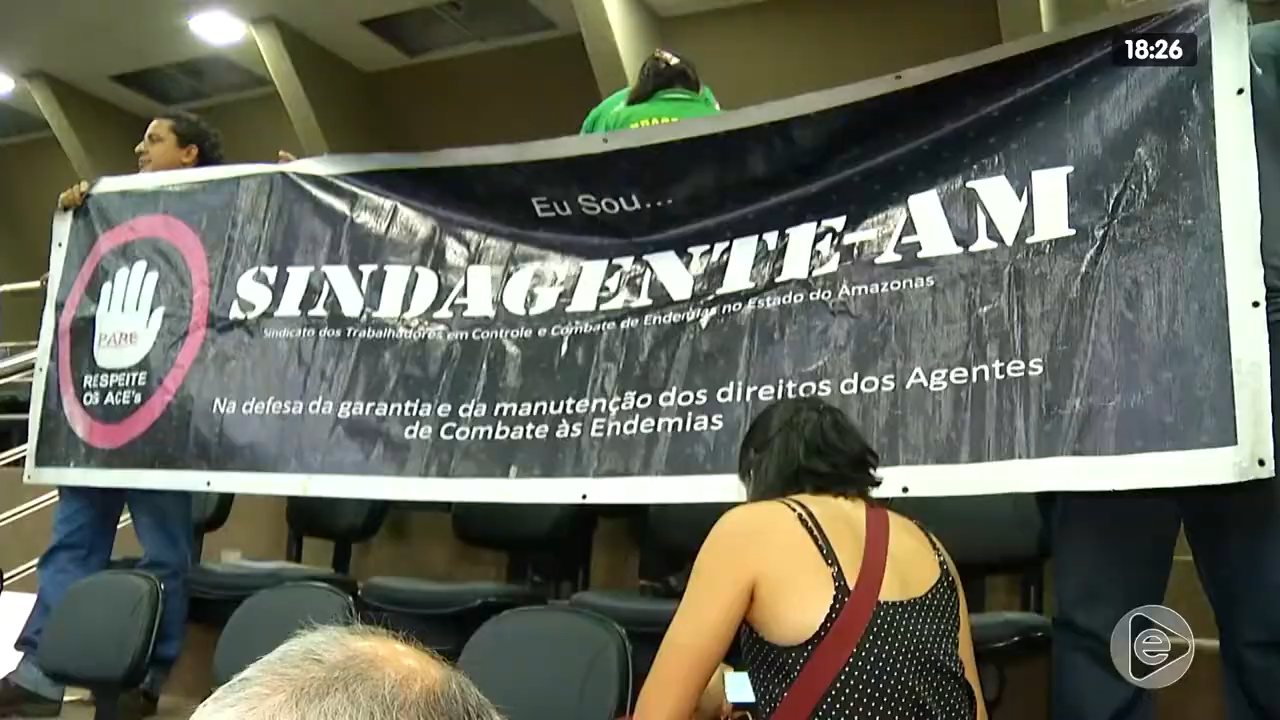 18:26
Eu Sou...
SINDAGENTE-AM
Sindicato dos Trabalhadores em Controle e Combate de Endemias no Estado do Amazonas
PARE
RESPEITE
OS ACE's
Na defesa da garantia e da manutenção dos direitos dos Agentes
de Combate às Endemias
e